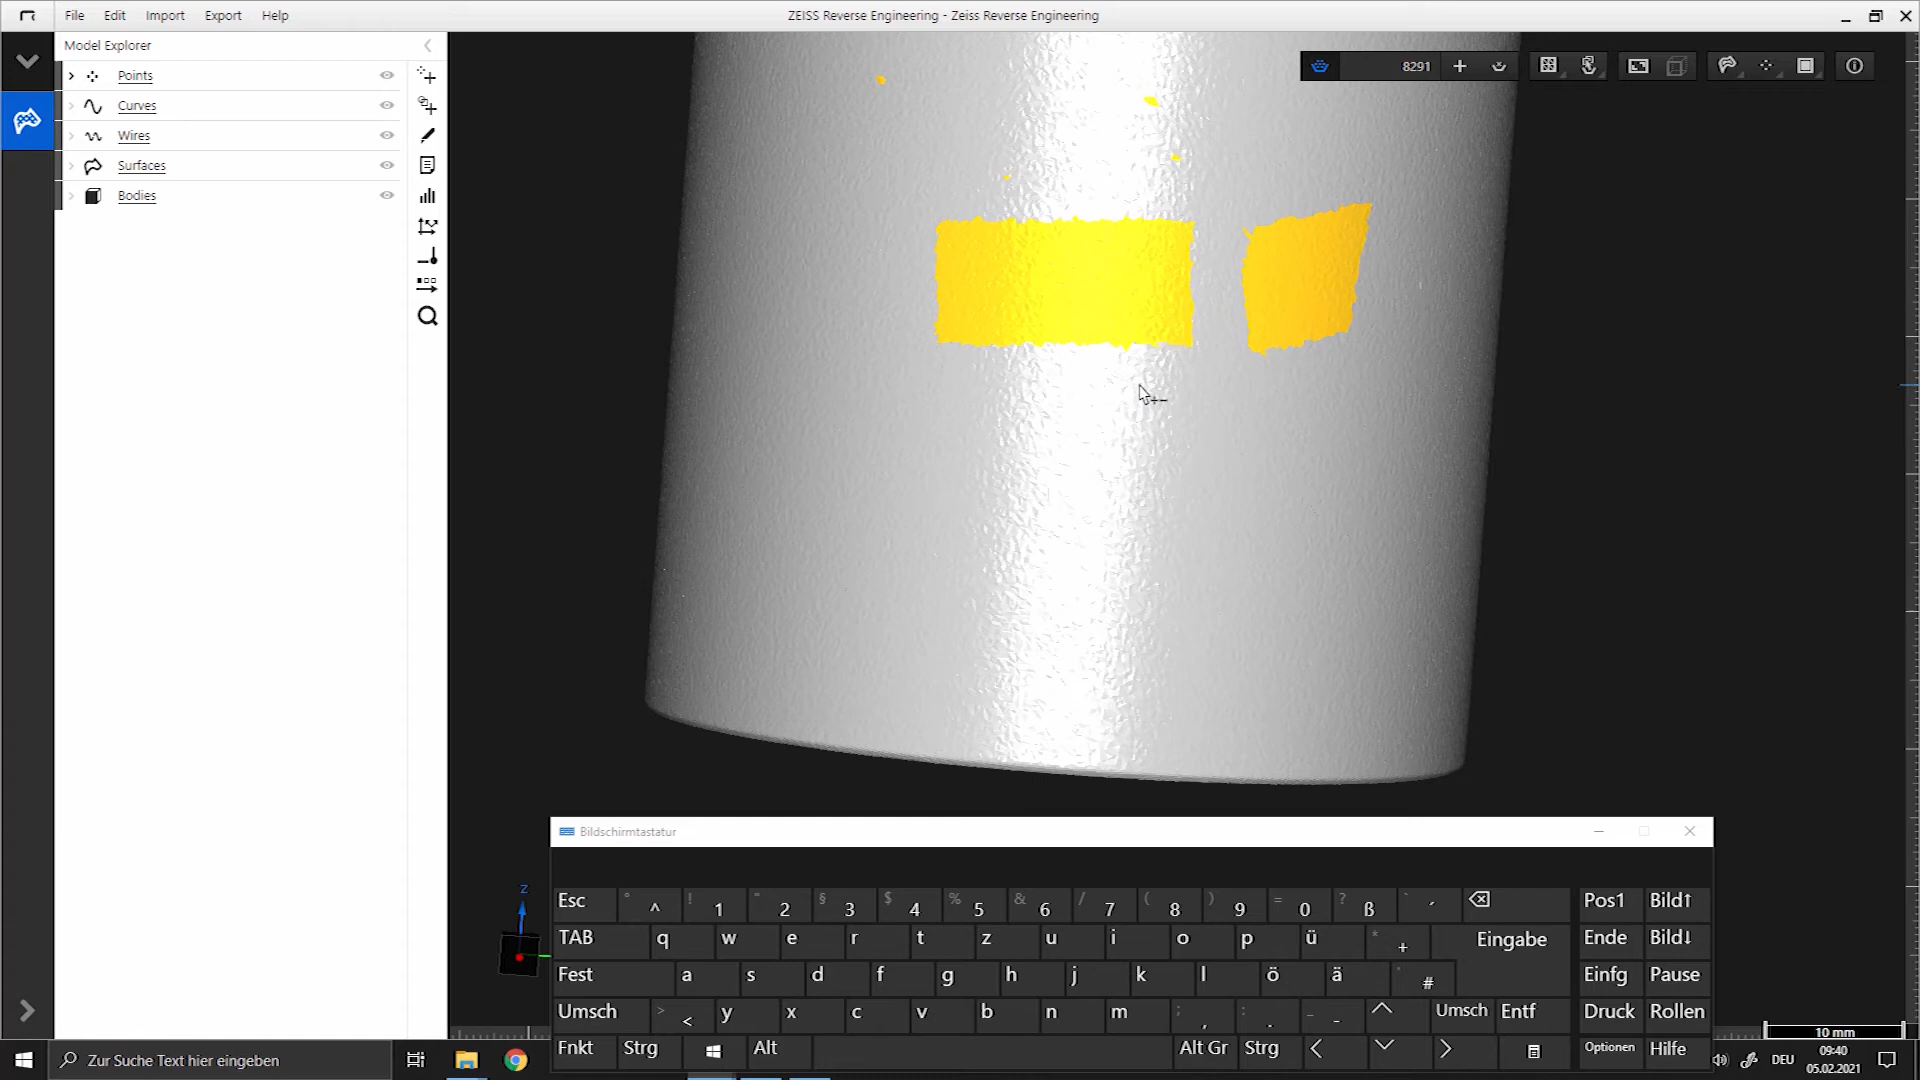 File Edit Import Export Help
ZEISS Reverse Engineering - Zeiss Reverse Engineering
Model Explorer
Points
Curves
Wires
Surfaces
Bodies
8291
Z
Bildschirmtastatur
Esc ° ^ ! 1 " 2 § 3 $ 4 % 5 & 6 / 7 ( 8 ) 9 = 0 ? ß ` ´ Pos1 Bild↑
TAB q w e r t z u i o p ü * + Eingabe Ende Bild↓
Fest a s d f g h j k l ö ä ' # Einfg Pause
Umsch > < y x c v b n m ; , : . _ - Umsch Entf Druck Rollen
Fnkt Strg Alt Alt Gr Strg Optionen Hilfe
10 mm
Zur Suche Text hier eingeben
DEU
09:40
05.02.2021